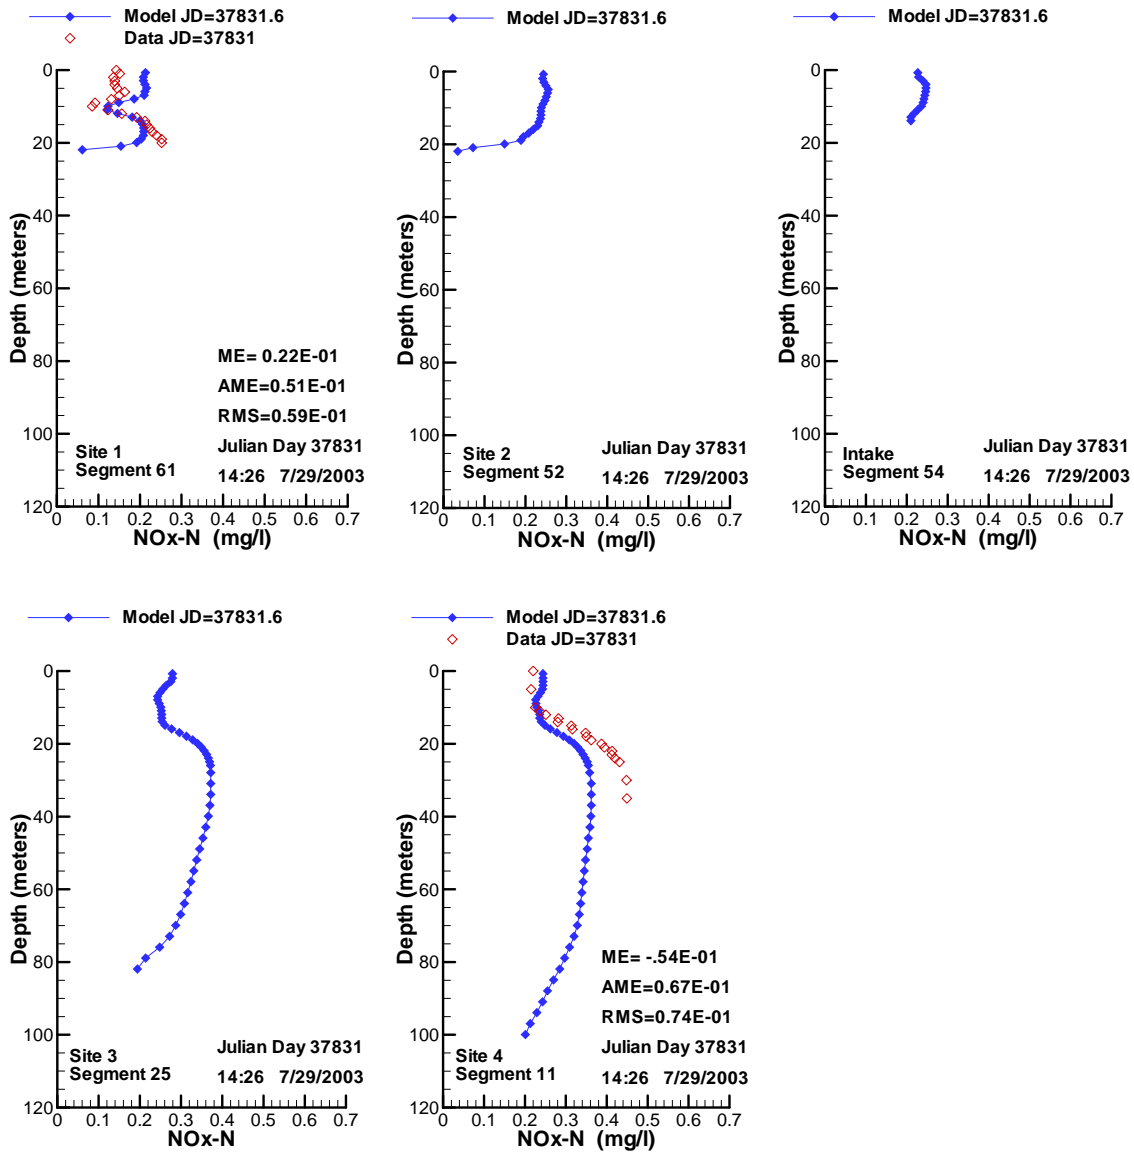 Model JD=37831.6
Data JD=37831
0
20
40
60
80
100
120
Depth (meters)
ME= 0.22E-01
AME=0.51E-01
RMS=0.59E-01
Site 1
Segment 61
Julian Day 37831
14:26 7/29/2003
0 0.1 0.2 0.3 0.4 0.5 0.6 0.7
NOx-N (mg/l)
Model JD=37831.6
0
20
40
60
80
100
120
Depth (meters)
Site 2
Segment 52
Julian Day 37831
14:26 7/29/2003
0 0.1 0.2 0.3 0.4 0.5 0.6 0.7
NOx-N (mg/l)
Model JD=37831.6
0
20
40
60
80
100
120
Depth (meters)
Intake
Segment 54
Julian Day 37831
14:26 7/29/2003
0 0.1 0.2 0.3 0.4 0.5 0.6 0.7
NOx-N (mg/l)
Model JD=37831.6
0
20
40
60
80
100
120
Depth (meters)
Site 3
Segment 25
Julian Day 37831
14:26 7/29/2003
0 0.1 0.2 0.3 0.4 0.5 0.6 0.7
NOx-N
Model JD=37831.6
Data JD=37831
0
20
40
60
80
100
120
Depth (meters)
ME= -.54E-01
AME=0.67E-01
RMS=0.74E-01
Site 4
Segment 11
Julian Day 37831
14:26 7/29/2003
0 0.1 0.2 0.3 0.4 0.5 0.6 0.7
NOx-N (mg/l)